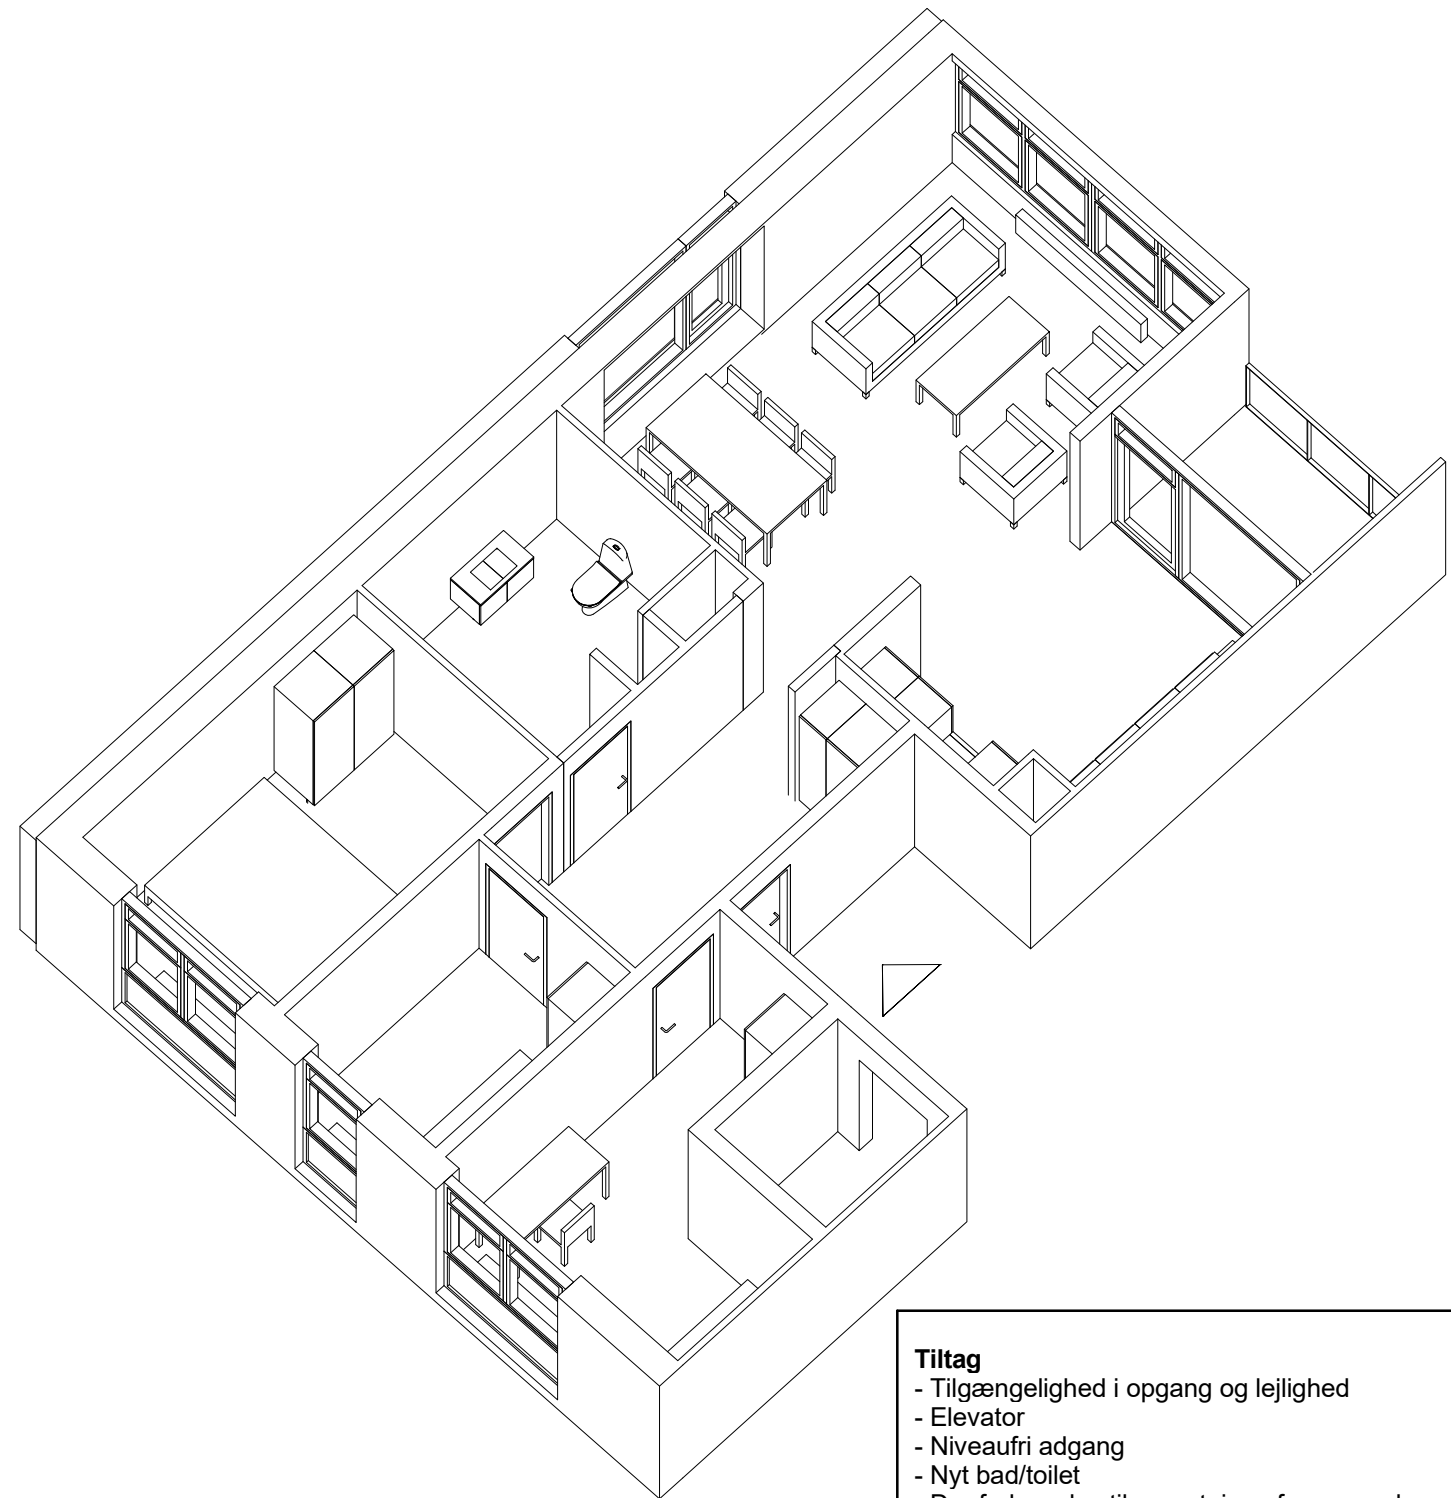 Tiltag
- Tilgængelighed i opgang og lejlighed
- Elevator
- Niveaufri adgang
- Nyt bad/toilet